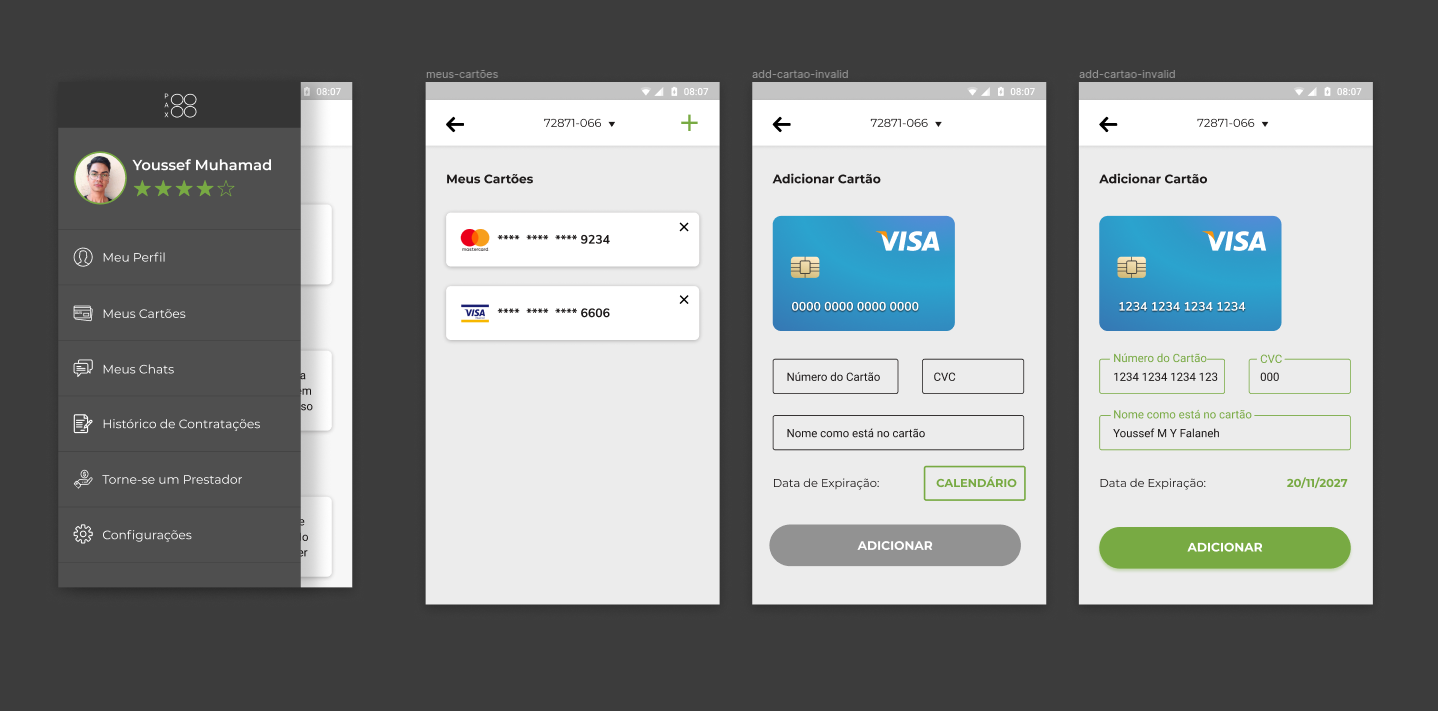 PAX
08:07
Youssef Muhamad
Meu Perfil
Meus Cartões
Meus Chats
Histórico de Contratações
Torne-se um Prestador
Configurações
a
em
so
e
lo
er
meus-cartões
08:07
72871-066
Meus Cartões
mastercard
**** **** **** 9234
VISA
**** **** **** 6606
add-cartao-invalid
08:07
72871-066
Adicionar Cartão
VISA
0000 0000 0000 0000
Número do Cartão
CVC
Nome como está no cartão
Data de Expiração:
CALENDÁRIO
ADICIONAR
add-cartao-invalid
08:07
72871-066
Adicionar Cartão
VISA
1234 1234 1234 1234
Número do Cartão
1234 1234 1234 123
CVC
000
Nome como está no cartão
Youssef M Y Falaneh
Data de Expiração:
20/11/2027
ADICIONAR